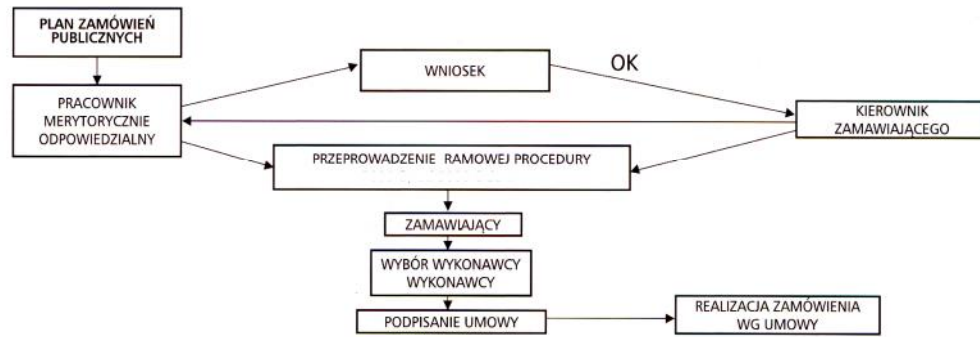 PLAN ZAMÓWIEŃ
PUBLICZNYCH
WNIOSEK
OK
PRACOWNIK
MERYTORYCZNIE
ODPOWIEDZIALNY
KIEROWNIK
ZAMAWIAJĄCEGO
PRZEPROWADZENIE RAMOWEJ PROCEDURY
ZAMAWIAJĄCY
WYBÓR WYKONAWCY
WYKONAWCY
PODPISANIE UMOWY
REALIZACJA ZAMÓWIENIA
WG UMOWY